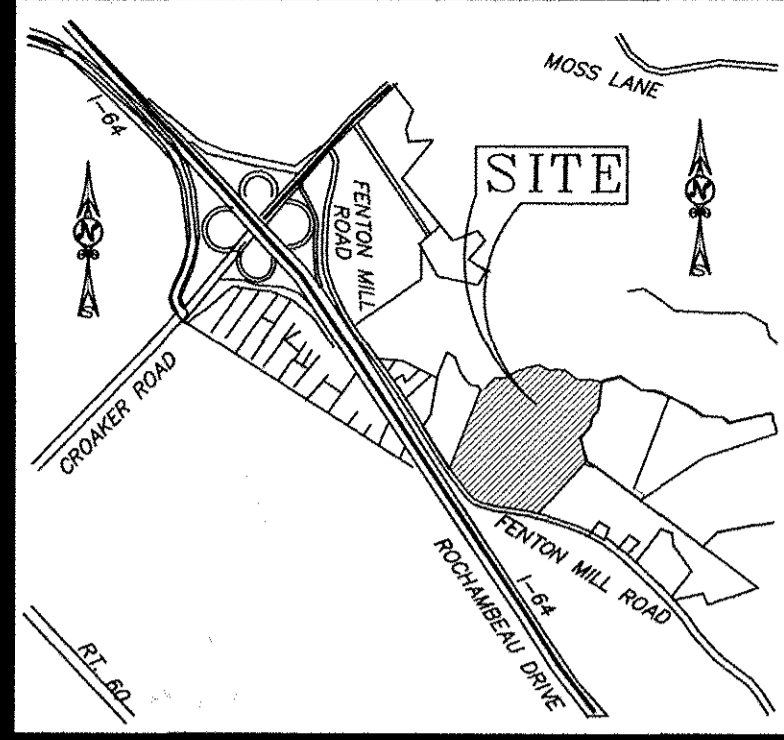 MOSS LANE
I-64
SITE
N
S
N
S
FENTON MILL
ROAD
CROAKER ROAD
FENTON MILL ROAD
ROCHAMBEAU DRIVE
I-64
RT. 60